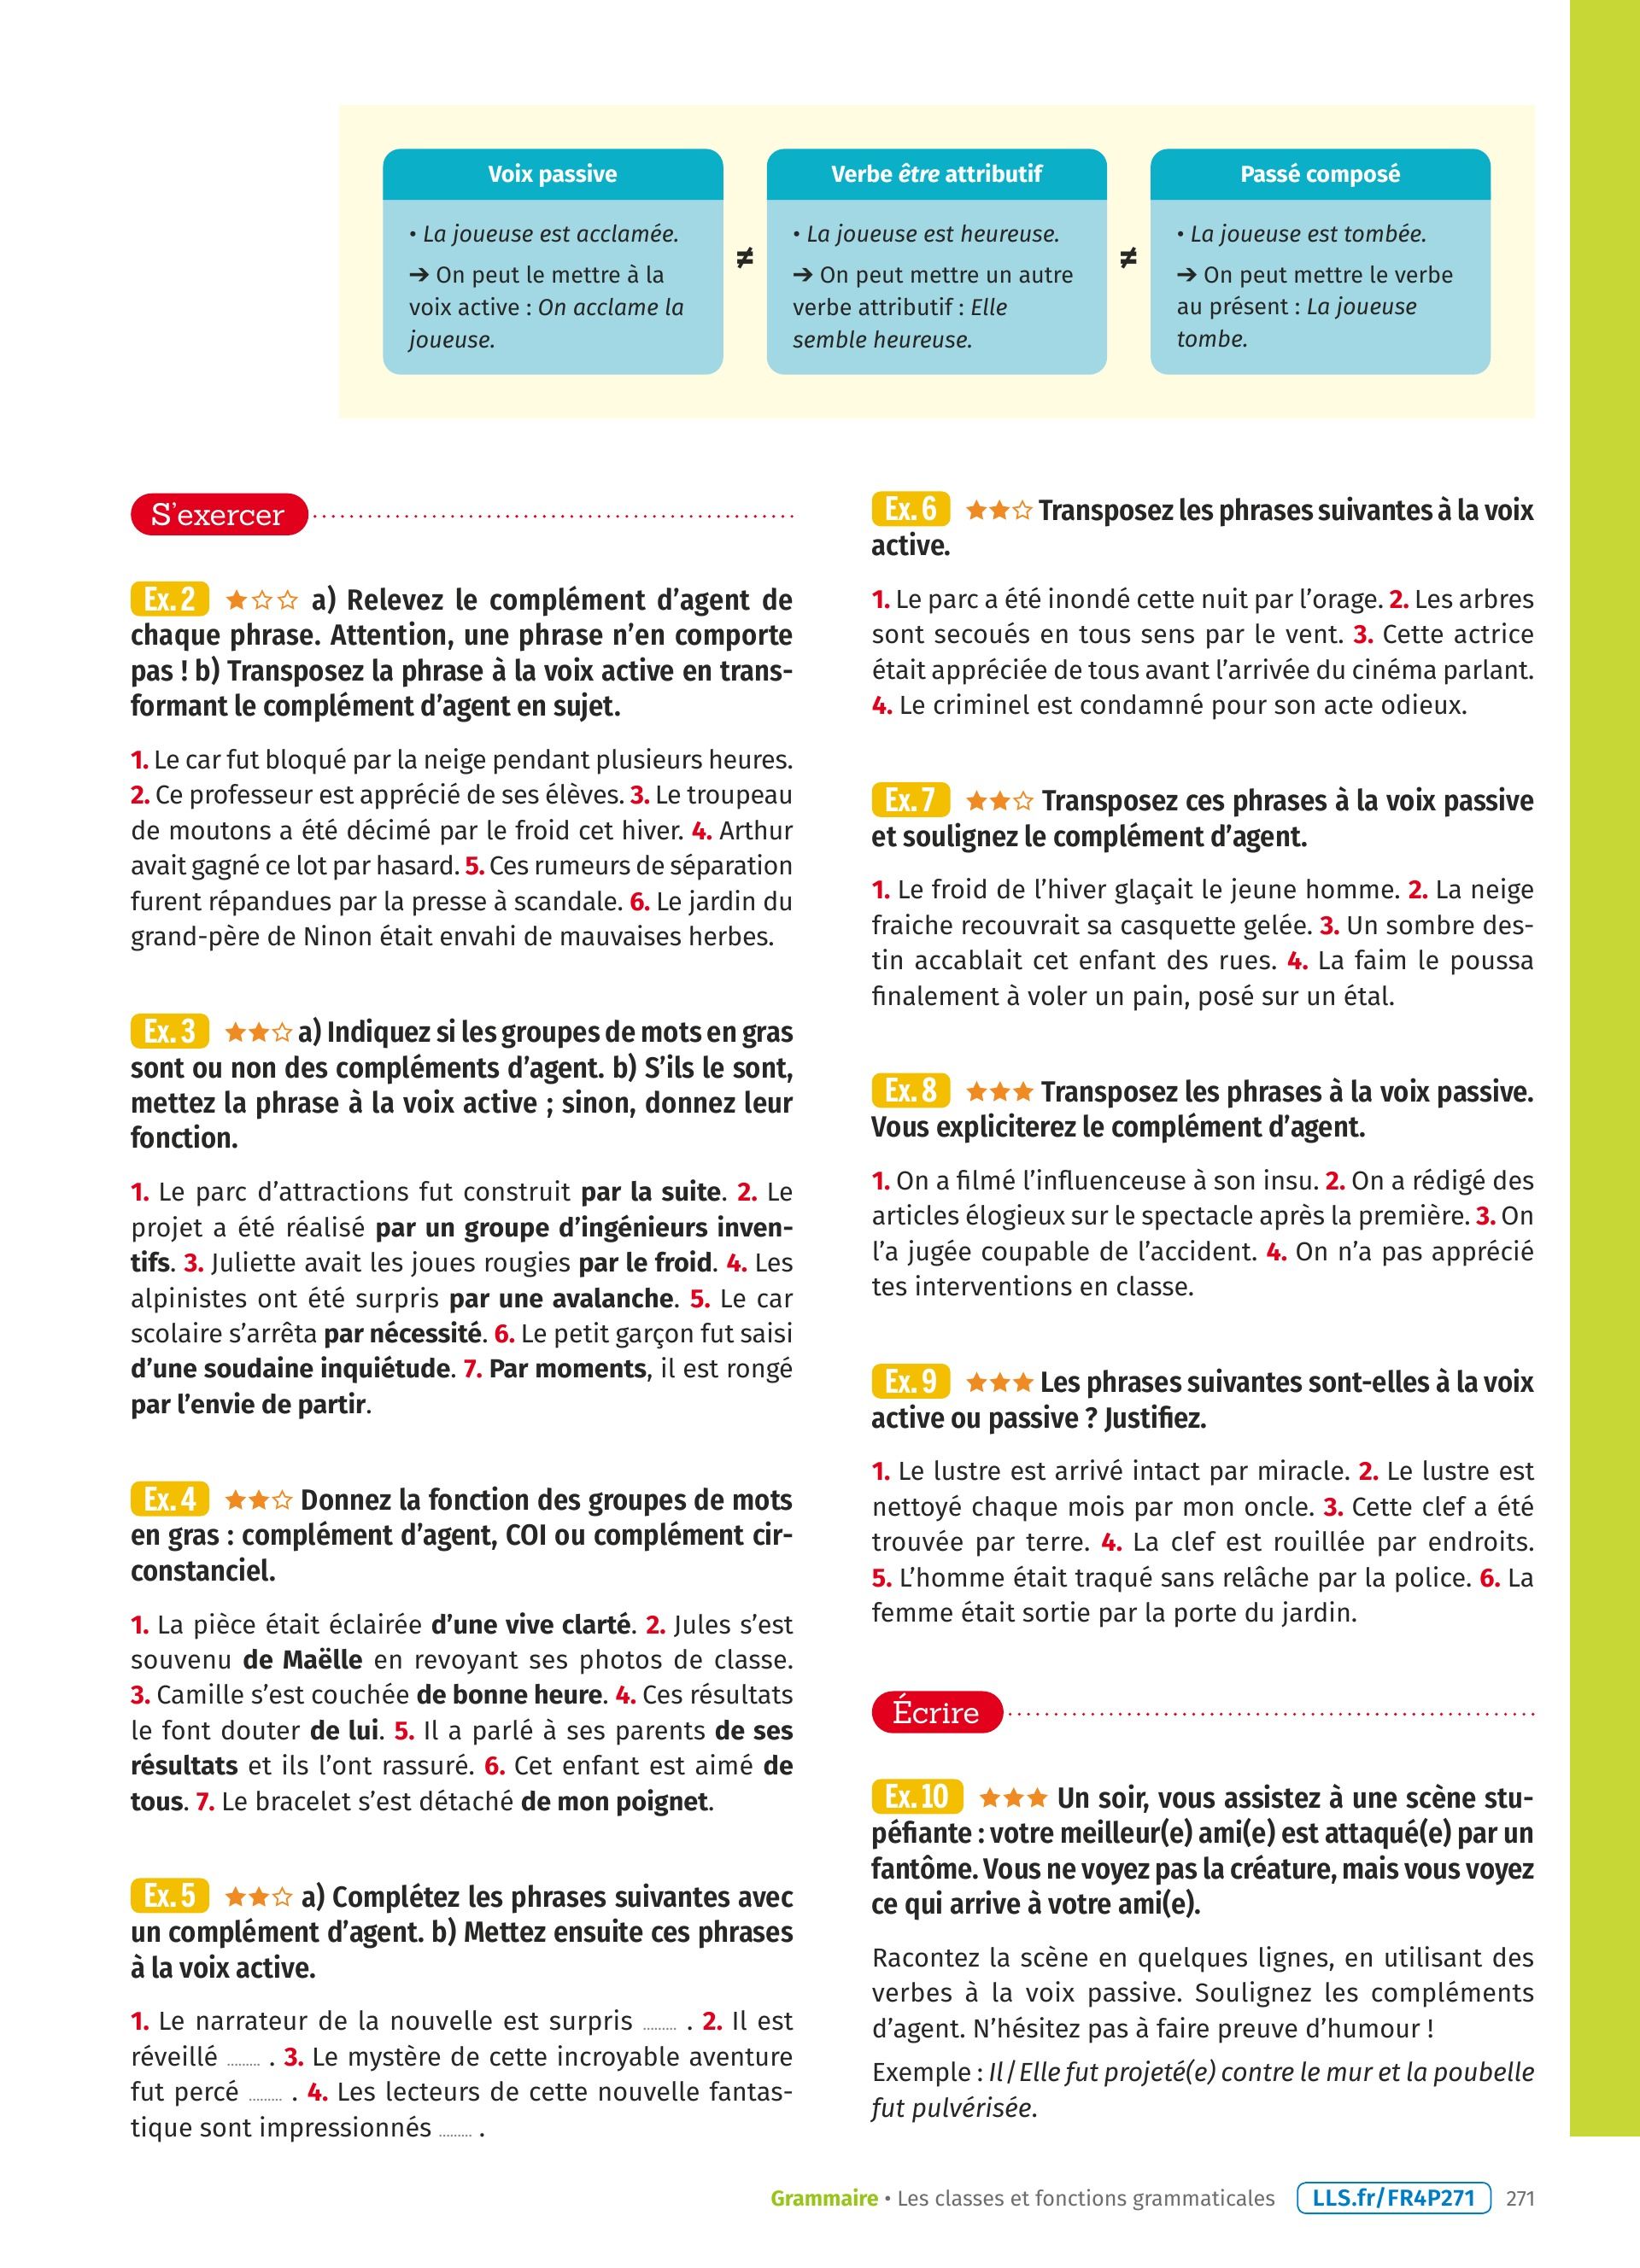 Voix passive
• La joueuse est acclamée.
➔ On peut le mettre à la
voix active : On acclame la
joueuse.
≠
Verbe être attributif
• La joueuse est heureuse.
➔ On peut mettre un autre
verbe attributif : Elle
semble heureuse.
≠
Passé composé
• La joueuse est tombée.
➔ On peut mettre le verbe
au présent : La joueuse
tombe.
S'exercer
Ex. 2 ★☆☆ a) Relevez le complément d'agent de
chaque phrase. Attention, une phrase n'en comporte
pas ! b) Transposez la phrase à la voix active en trans-
formant le complément d'agent en sujet.
1. Le car fut bloqué par la neige pendant plusieurs heures.
2. Ce professeur est apprécié de ses élèves. 3. Le troupeau
de moutons a été décimé par le froid cet hiver. 4. Arthur
avait gagné ce lot par hasard. 5. Ces rumeurs de séparation
furent répandues par la presse à scandale. 6. Le jardin du
grand-père de Ninon était envahi de mauvaises herbes.
Ex. 3 ★★☆ a) Indiquez si les groupes de mots en gras
sont ou non des compléments d'agent. b) S'ils le sont,
mettez la phrase à la voix active ; sinon, donnez leur
fonction.
1. Le parc d'attractions fut construit par la suite. 2. Le
projet a été réalisé par un groupe d'ingénieurs inven-
tifs. 3. Juliette avait les joues rougies par le froid. 4. Les
alpinistes ont été surpris par une avalanche. 5. Le car
scolaire s'arrêta par nécessité. 6. Le petit garçon fut saisi
d'une soudaine inquiétude. 7. Par moments, il est rongé
par l'envie de partir.
Ex. 4 ★★☆ Donnez la fonction des groupes de mots
en gras : complément d'agent, COI ou complément cir-
constanciel.
1. La pièce était éclairée d'une vive clarté. 2. Jules s'est
souvenu de Maëlle en revoyant ses photos de classe.
3. Camille s'est couchée de bonne heure. 4. Ces résultats
le font douter de lui. 5. Il a parlé à ses parents de ses
résultats et ils l'ont rassuré. 6. Cet enfant est aimé de
tous. 7. Le bracelet s'est détaché de mon poignet.
Ex. 5 ★★☆ a) Complétez les phrases suivantes avec
un complément d'agent. b) Mettez ensuite ces phrases
à la voix active.
1. Le narrateur de la nouvelle est surpris ......... . 2. Il est
réveillé ......... . 3. Le mystère de cette incroyable aventure
fut percé ......... . 4. Les lecteurs de cette nouvelle fantas-
tique sont impressionnés ......... .
Ex. 6 ★★☆ Transposez les phrases suivantes à la voix
active.
1. Le parc a été inondé cette nuit par l'orage. 2. Les arbres
sont secoués en tous sens par le vent. 3. Cette actrice
était appréciée de tous avant l'arrivée du cinéma parlant.
4. Le criminel est condamné pour son acte odieux.
Ex. 7 ★★☆ Transposez ces phrases à la voix passive
et soulignez le complément d'agent.
1. Le froid de l'hiver glaçait le jeune homme. 2. La neige
fraiche recouvrait sa casquette gelée. 3. Un sombre des-
tin accablait cet enfant des rues. 4. La faim le poussa
finalement à voler un pain, posé sur un étal.
Ex. 8 ★★★ Transposez les phrases à la voix passive.
Vous expliciterez le complément d'agent.
1. On a filmé l'influenceuse à son insu. 2. On a rédigé des
articles élogieux sur le spectacle après la première. 3. On
l'a jugée coupable de l'accident. 4. On n'a pas apprécié
tes interventions en classe.
Ex. 9 ★★★ Les phrases suivantes sont-elles à la voix
active ou passive ? Justifiez.
1. Le lustre est arrivé intact par miracle. 2. Le lustre est
nettoyé chaque mois par mon oncle. 3. Cette clef a été
trouvée par terre. 4. La clef est rouillée par endroits.
5. L'homme était traqué sans relâche par la police. 6. La
femme était sortie par la porte du jardin.
Écrire
Ex. 10 ★★★ Un soir, vous assistez à une scène stu-
péfiante : votre meilleur(e) ami(e) est attaqué(e) par un
fantôme. Vous ne voyez pas la créature, mais vous voyez
ce qui arrive à votre ami(e).
Racontez la scène en quelques lignes, en utilisant des
verbes à la voix passive. Soulignez les compléments
d'agent. N'hésitez pas à faire preuve d'humour !
Exemple : Il / Elle fut projeté(e) contre le mur et la poubelle
fut pulvérisée.
Grammaire • Les classes et fonctions grammaticales LLS.fr/FR4P271 271